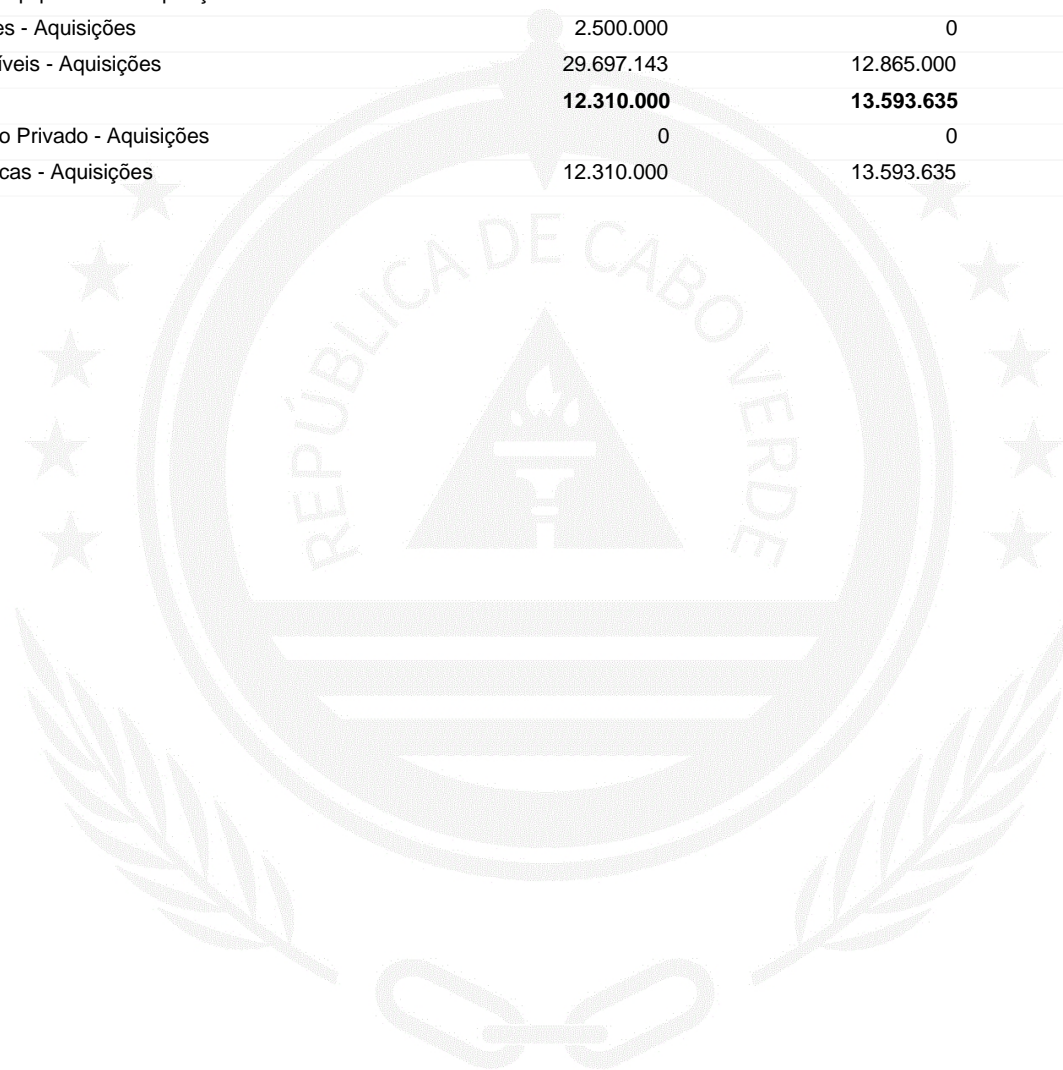 es - Aquisições 2.500.000 0
íveis - Aquisições 29.697.143 12.865.000
12.310.000 13.593.635
o Privado - Aquisições 0 0
cas - Aquisições 12.310.000 13.593.635
REPÚBLICA DE CABO VERDE